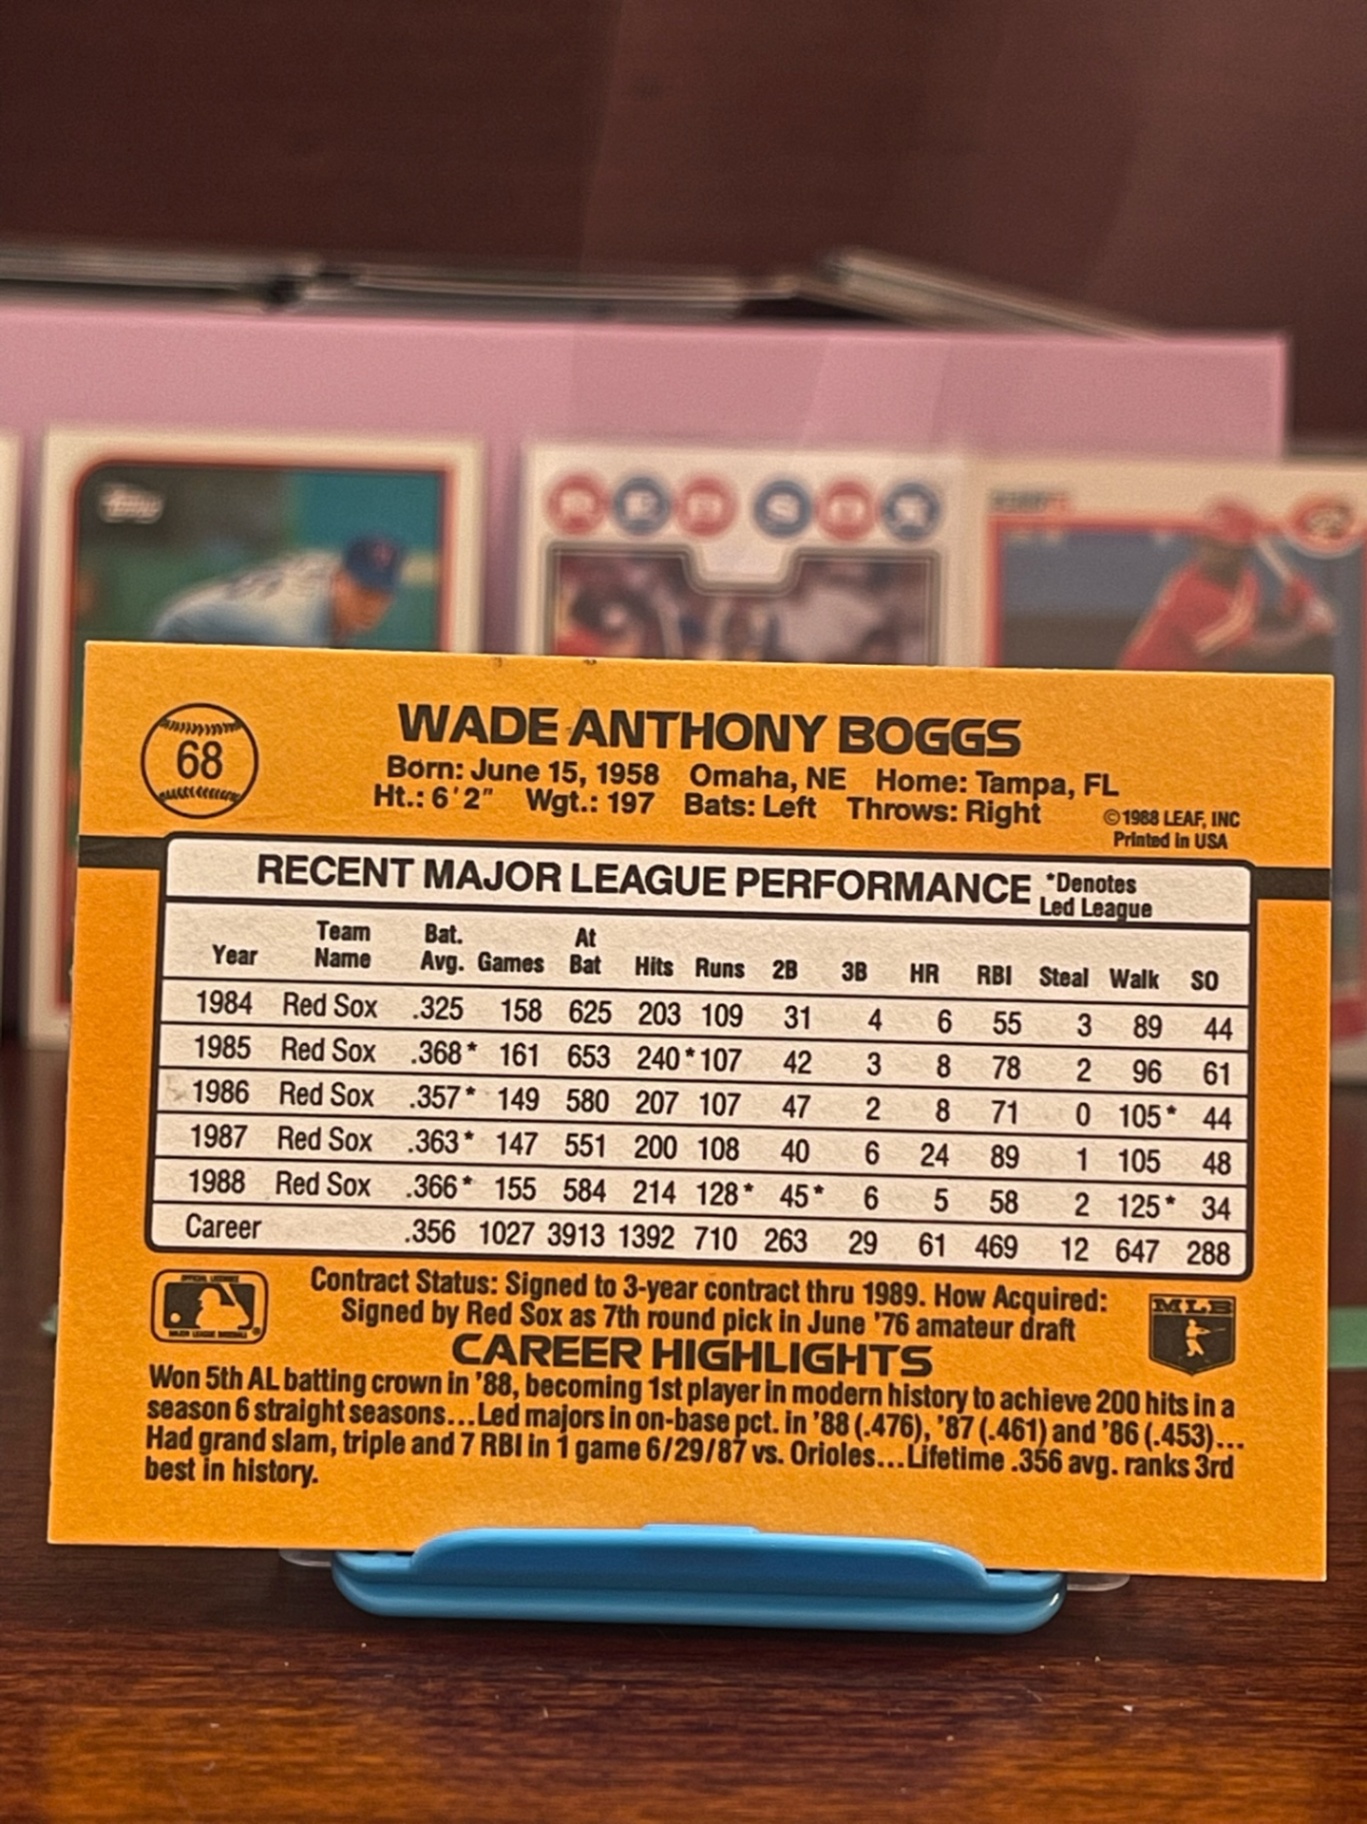 Topps
RED SOX
68
WADE ANTHONY BOGGS
Born: June 15, 1958 Omaha, NE Home: Tampa, FL
Ht.: 6'2" Wgt.: 197 Bats: Left Throws: Right
©1988 LEAF, INC
Printed in USA
RECENT MAJOR LEAGUE PERFORMANCE *Denotes Led League
Year Team Name Bat. Avg. Games At Bat Hits Runs 2B 3B HR RBI Steal Walk SO
1984 Red Sox .325 158 625 203 109 31 4 6 55 3 89 44
1985 Red Sox .368* 161 653 240* 107 42 3 8 78 2 96 61
1986 Red Sox .357* 149 580 207 107 47 2 8 71 0 105* 44
1987 Red Sox .363* 147 551 200 108 40 6 24 89 1 105 48
1988 Red Sox .366* 155 584 214 128* 45* 6 5 58 2 125* 34
Career .356 1027 3913 1392 710 263 29 61 469 12 647 288
Contract Status: Signed to 3-year contract thru 1989. How Acquired:
Signed by Red Sox as 7th round pick in June '76 amateur draft
MLB
CAREER HIGHLIGHTS
Won 5th AL batting crown in '88, becoming 1st player in modern history to achieve 200 hits in a
season 6 straight seasons...Led majors in on-base pct. in '88 (.476), '87 (.461) and '86 (.453)...
Had grand slam, triple and 7 RBI in 1 game 6/29/87 vs. Orioles...Lifetime .356 avg. ranks 3rd
best in history.